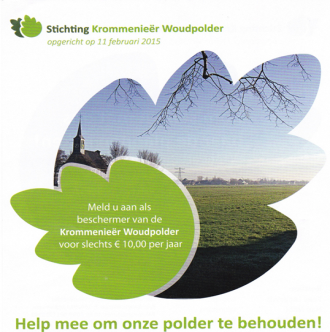 Stichting Krommenieër Woudpolder
opgericht op 11 februari 2015
Meld u aan als
beschermer van de
Krommenieër Woudpolder
voor slechts € 10,00 per jaar
Help mee om onze polder te behouden!